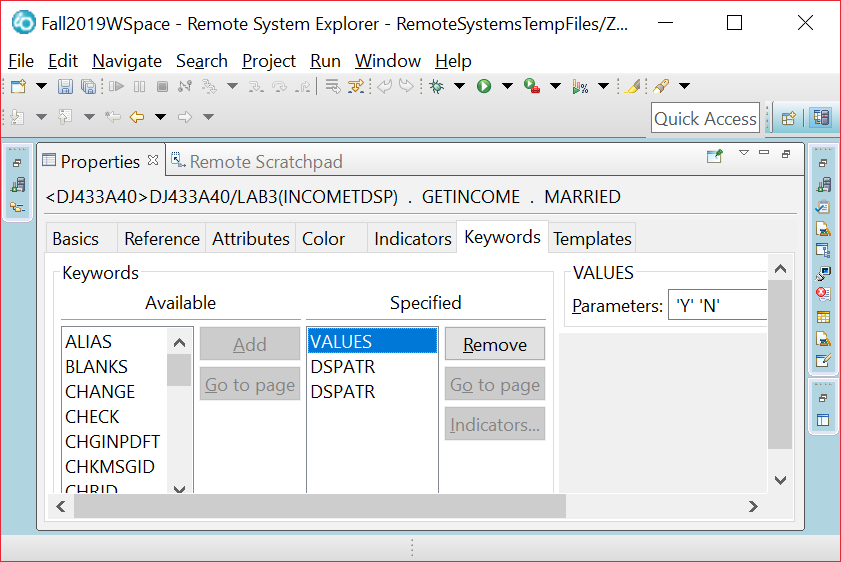 Fall2019WSpace - Remote System Explorer - RemoteSystemsTempFiles/Z...
File Edit Navigate Search Project Run Window Help
Quick Access
Properties Remote Scratchpad
<DJ433A40>DJ433A40/LAB3(INCOMETDSP) . GETINCOME . MARRIED
Basics Reference Attributes Color Indicators Keywords Templates
Keywords
Available
ALIAS
BLANKS
CHANGE
CHECK
CHGINPDFT
CHKMSGID
CHRID
Add
Go to page
Specified
VALUES
DSPATR
DSPATR
Remove
Go to page
Indicators...
VALUES
Parameters: 'Y' 'N'